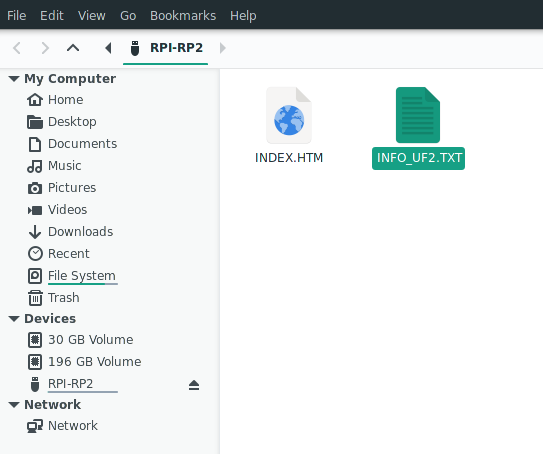 File Edit View Go Bookmarks Help
RPI-RP2
My Computer
Home
Desktop
Documents
Music
Pictures
Videos
Downloads
Recent
File System
Trash
Devices
30 GB Volume
196 GB Volume
RPI-RP2
Network
Network
INDEX.HTM INFO_UF2.TXT